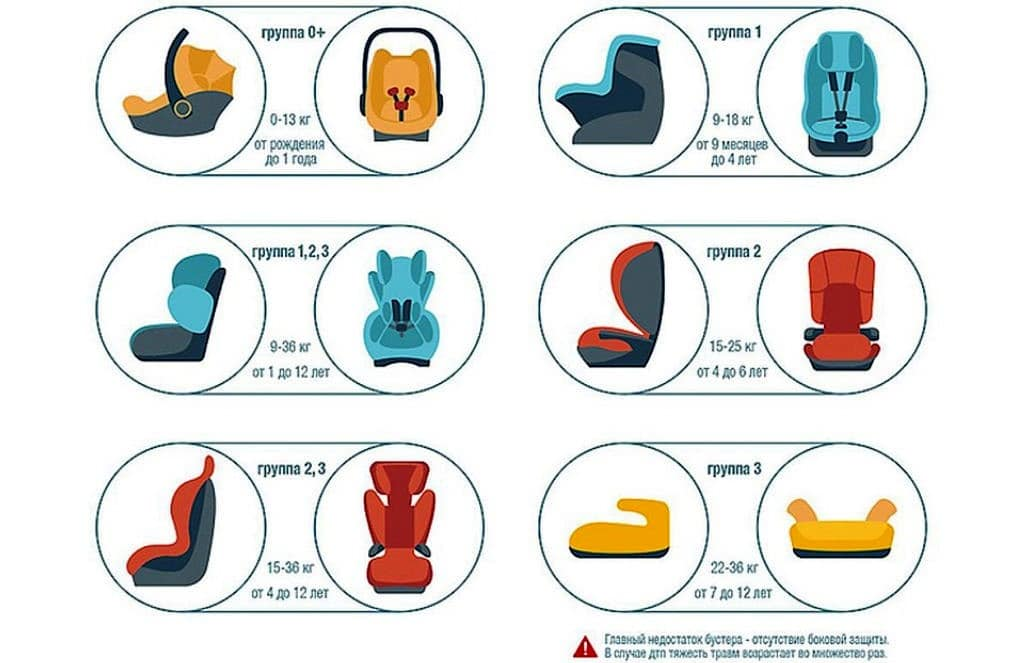 группа 0+
0-13 кг
от рождения
до 1 года
группа 1
9-18 кг
от 9 месяцев
до 4 лет
группа 1,2,3
9-36 кг
от 1 до 12 лет
группа 2
15-25 кг
от 4 до 6 лет
группа 2, 3
15-36 кг
от 4 до 12 лет
группа 3
22-36 кг
от 7 до 12 лет
Главный недостаток бустера - отсутствие боковой защиты.
В случае дтп тяжесть травм возрастает во множество раз.